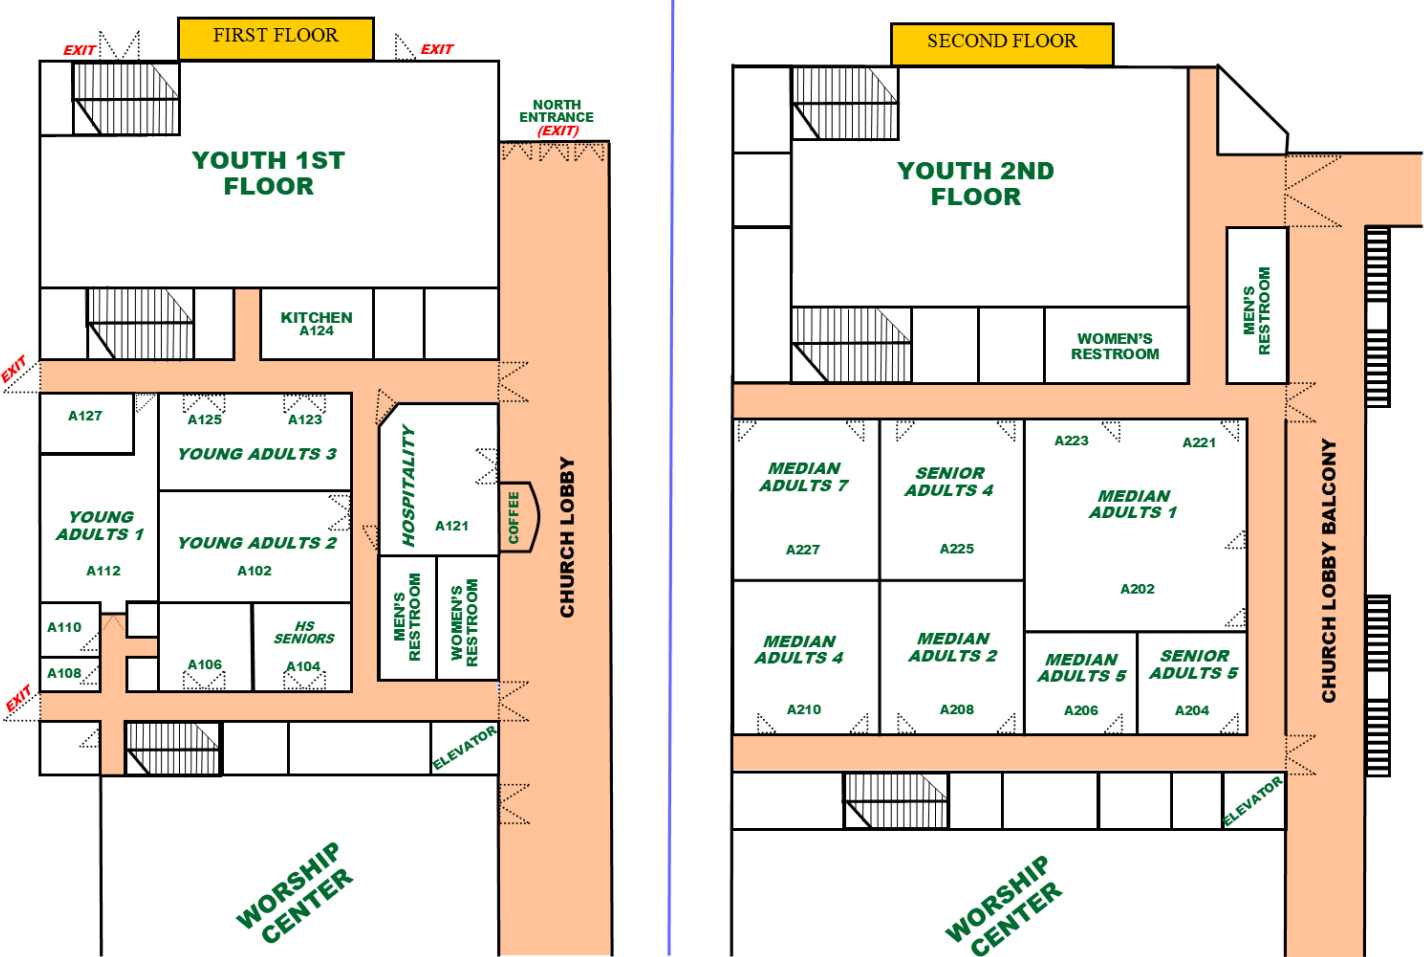 FIRST FLOOR
EXIT
EXIT
NORTH
ENTRANCE
(EXIT)
YOUTH 1ST
FLOOR
KITCHEN
A124
EXIT
A127
A125
A123
YOUNG ADULTS 3
HOSPITALITY
YOUNG
ADULTS 1
YOUNG ADULTS 2
A121
COFFEE
CHURCH LOBBY
A112
A102
A110
HS
SENIORS
MEN'S
RESTROOM
WOMEN'S
RESTROOM
A108
A106
A104
EXIT
ELEVATOR
WORSHIP
CENTER
SECOND FLOOR
YOUTH 2ND
FLOOR
MEN'S
RESTROOM
WOMEN'S
RESTROOM
A223
A221
MEDIAN
ADULTS 7
SENIOR
ADULTS 4
MEDIAN
ADULTS 1
A227
A225
A202
CHURCH LOBBY BALCONY
MEDIAN
ADULTS 4
MEDIAN
ADULTS 2
MEDIAN
ADULTS 5
SENIOR
ADULTS 5
A210
A208
A206
A204
ELEVATOR
WORSHIP
CENTER